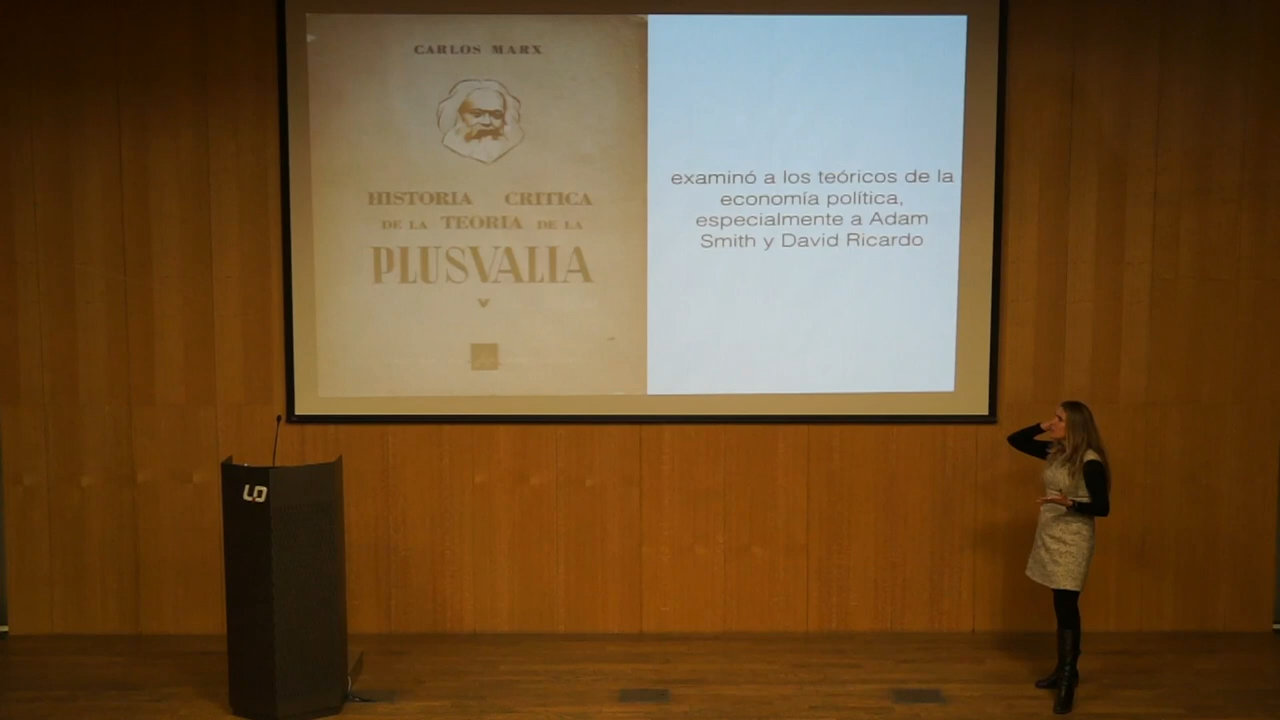 CARLOS MARX
HISTORIA CRITICA
DE LA TEORIA DE LA
PLUSVALIA
examinó a los teóricos de la
economía política,
especialmente a Adam
Smith y David Ricardo